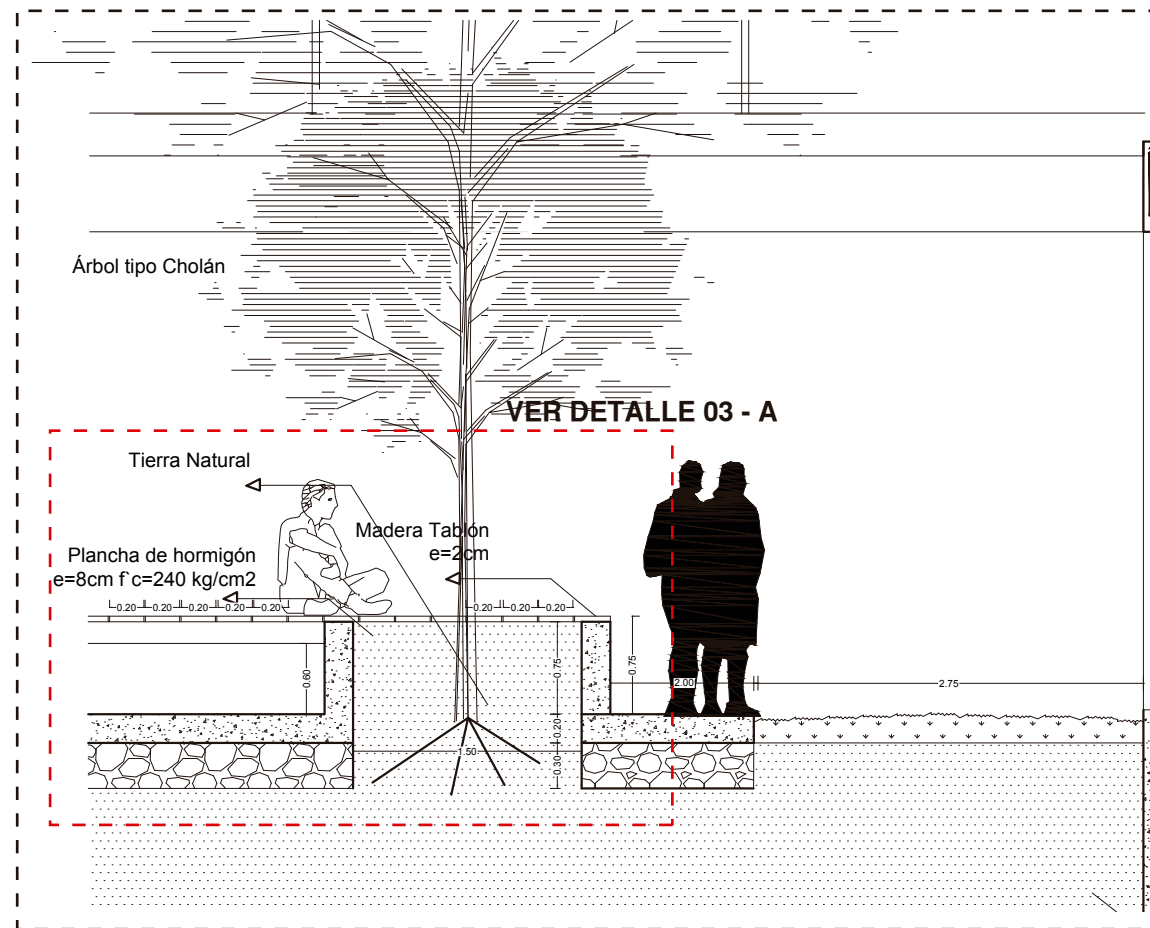 Árbol tipo Cholán
VER DETALLE 03 - A
Tierra Natural
Madera Tablón
e=2cm
Plancha de hormigón
e=8cm f`c=240 kg/cm2
0.20 0.20 0.20 0.20 0.20
0.20 0.20 0.20
0.60
0.75
0.75
2.00
2.75
0.20
1.50
0.30